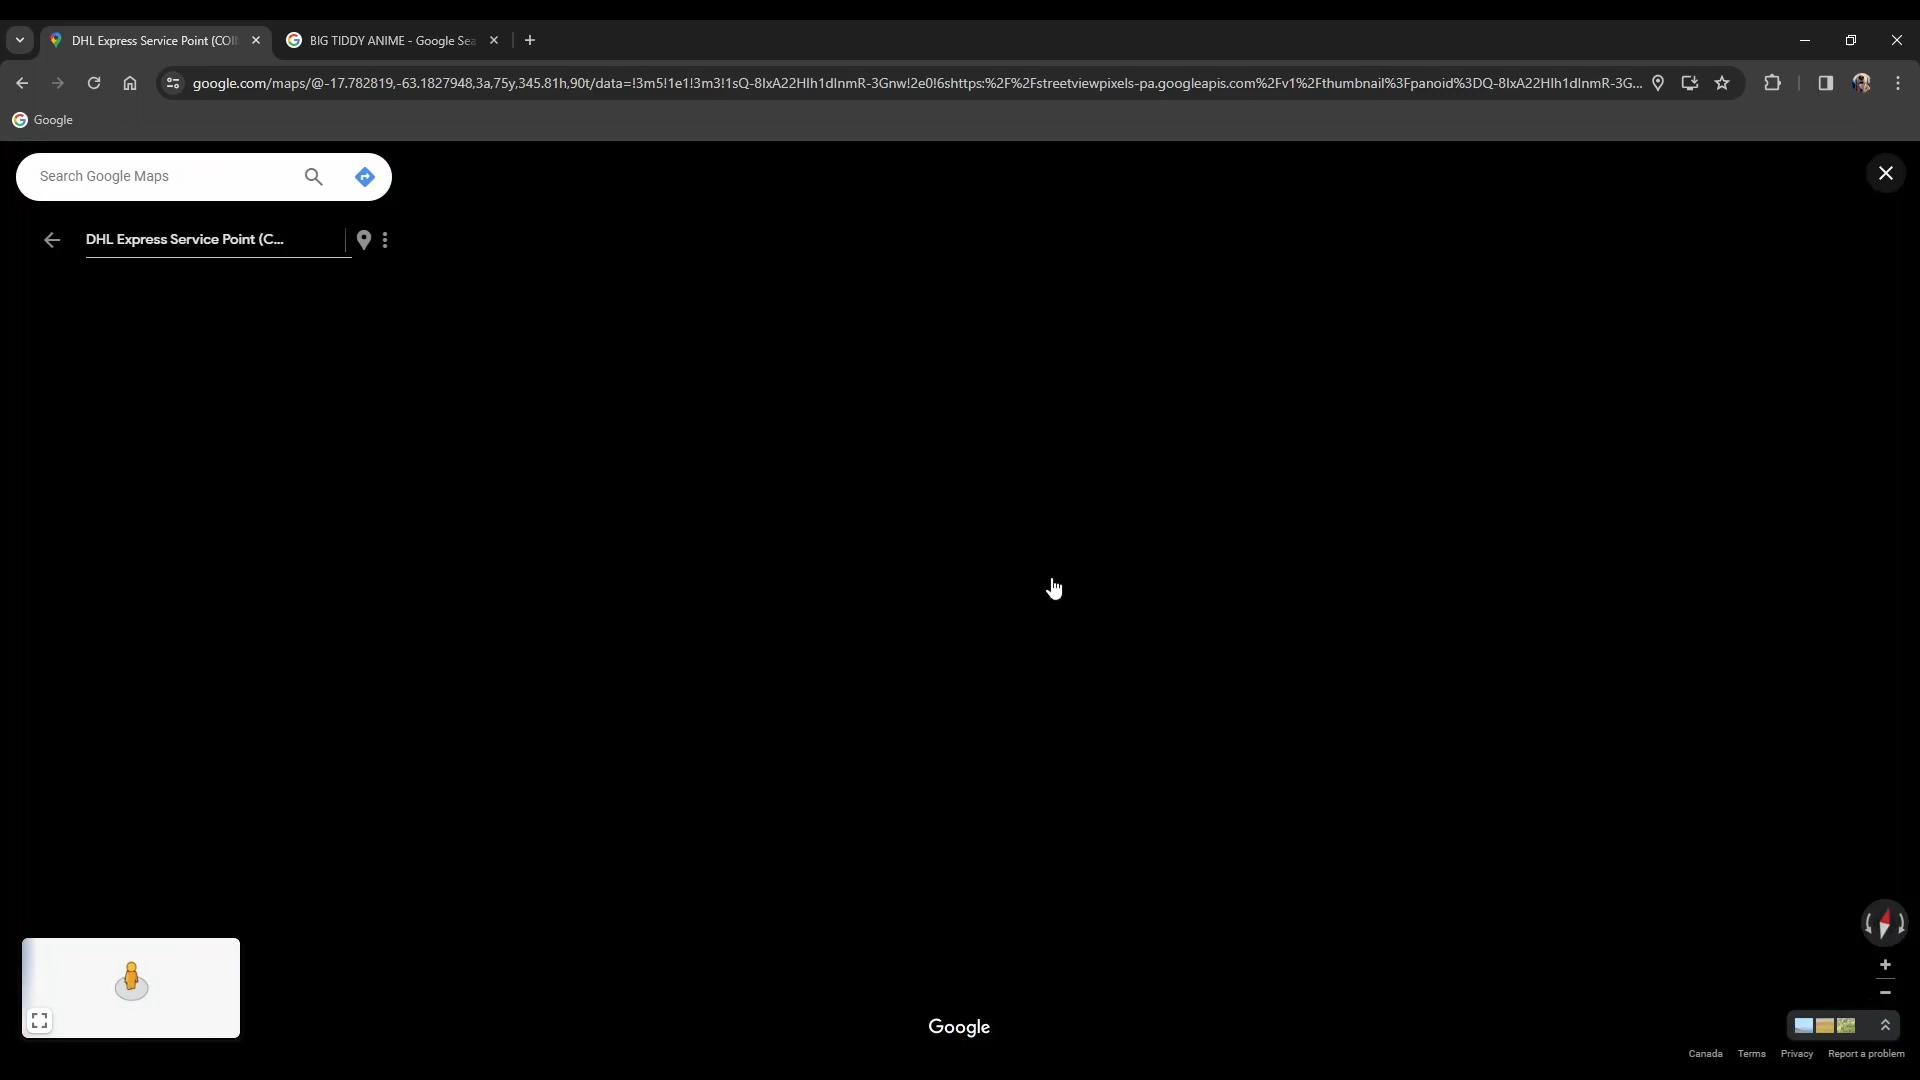 DHL Express Service Point (COI
BIG TIDDY ANIME - Google Sea
google.com/maps/@-17.782819,-63.1827948,3a,75y,345.81h,90t/data=!3m5!1e1!3m3!1sQ-8IxA22HIh1dInmR-3Gnw!2e0!6shttps:%2F%2Fstreetviewpixels-pa.googleapis.com%2Fv1%2Fthumbnail%3Fpanoid%3DQ-8IxA22HIh1dInmR-3G...
Google
Search Google Maps
DHL Express Service Point (C...
Google
Canada Terms Privacy Report a problem